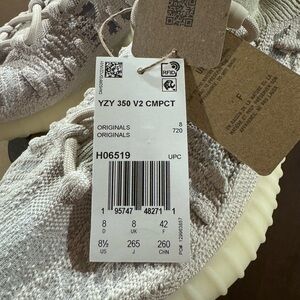 RFID
YZY 350 V2 CMPCT
ORIGINALS 8
ORIGINALS 720
H06519 UPC
1 95747 48271 1
8 8 42
D UK F
8½ 265 260
US J CHN